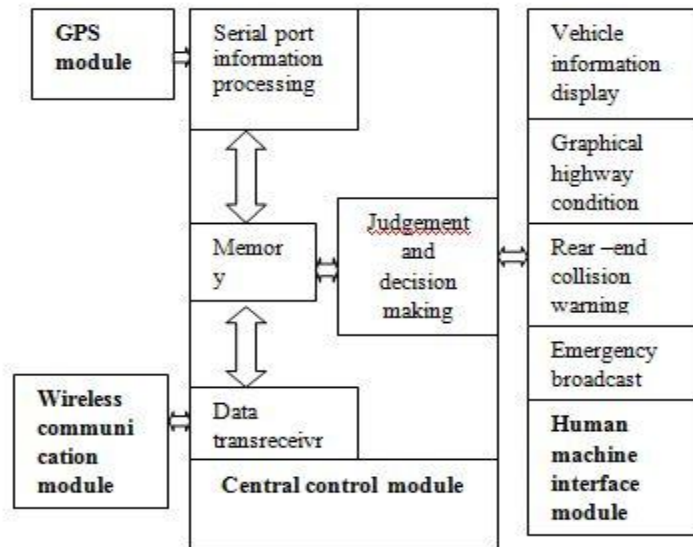 GPS
module
Serial port
information
processing
Memor
y
Judgement
and
decision
making
Wireless
communi
cation
module
Data
transreceivr
Central control module
Vehicle
information
display
Graphical
highway
condition
Rear –end
collision
warning
Emergency
broadcast
Human
machine
interface
module